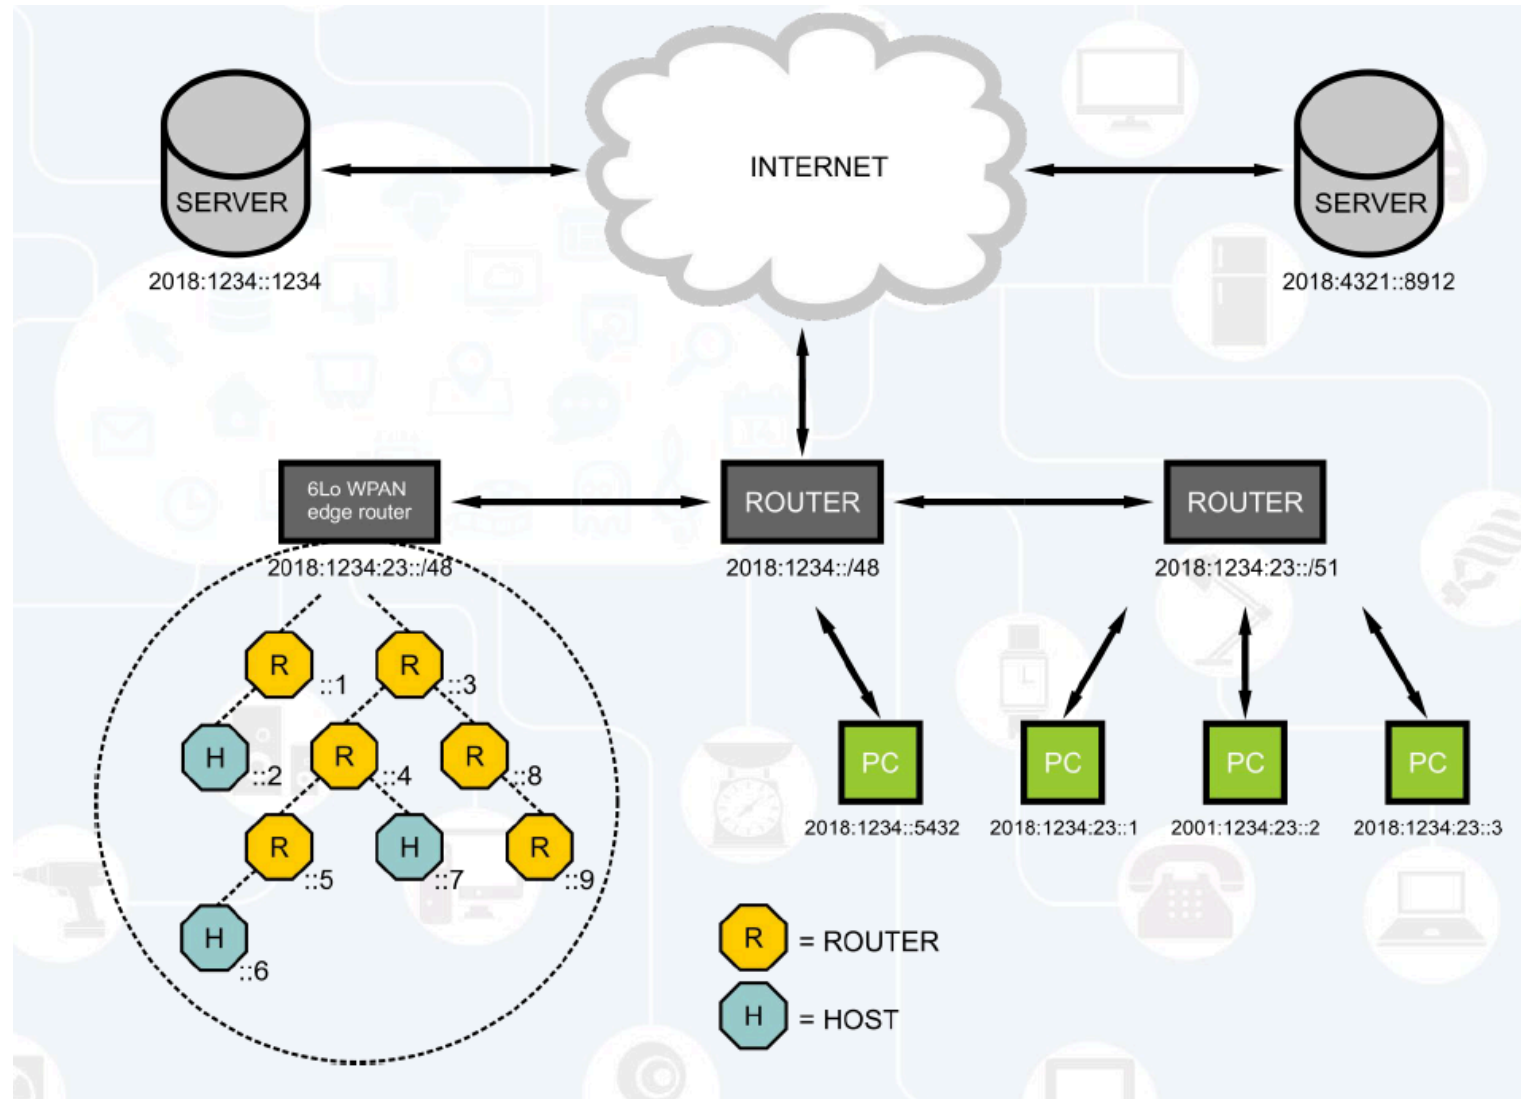 INTERNET
SERVER
SERVER
2018:1234::1234
2018:4321::8912
6Lo WPAN
edge router
ROUTER
ROUTER
2018:1234:23::/48
2018:1234::/48
2018:1234:23::/51
R
::1
R
::3
H
::2
R
::4
R
::8
PC
PC
PC
PC
2018:1234::5432
2018:1234:23::1
2001:1234:23::2
2018:1234:23::3
R
::5
H
::7
R
::9
H
::6
R = ROUTER
H = HOST